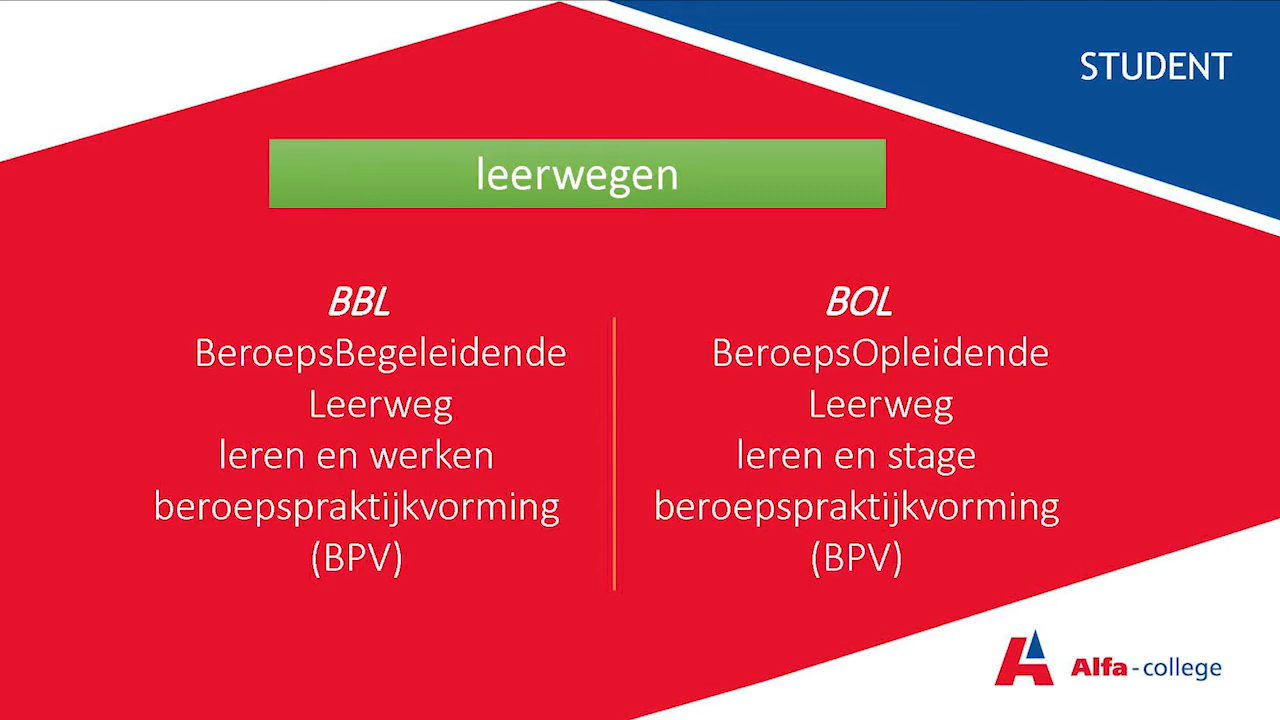 STUDENT
leerwegen
BBL
BeroepsBegeleidende
Leerweg
leren en werken
beroepspraktijkvorming
(BPV)
BOL
BeroepsOpleidende
Leerweg
leren en stage
beroepspraktijkvorming
(BPV)
Alfa-college